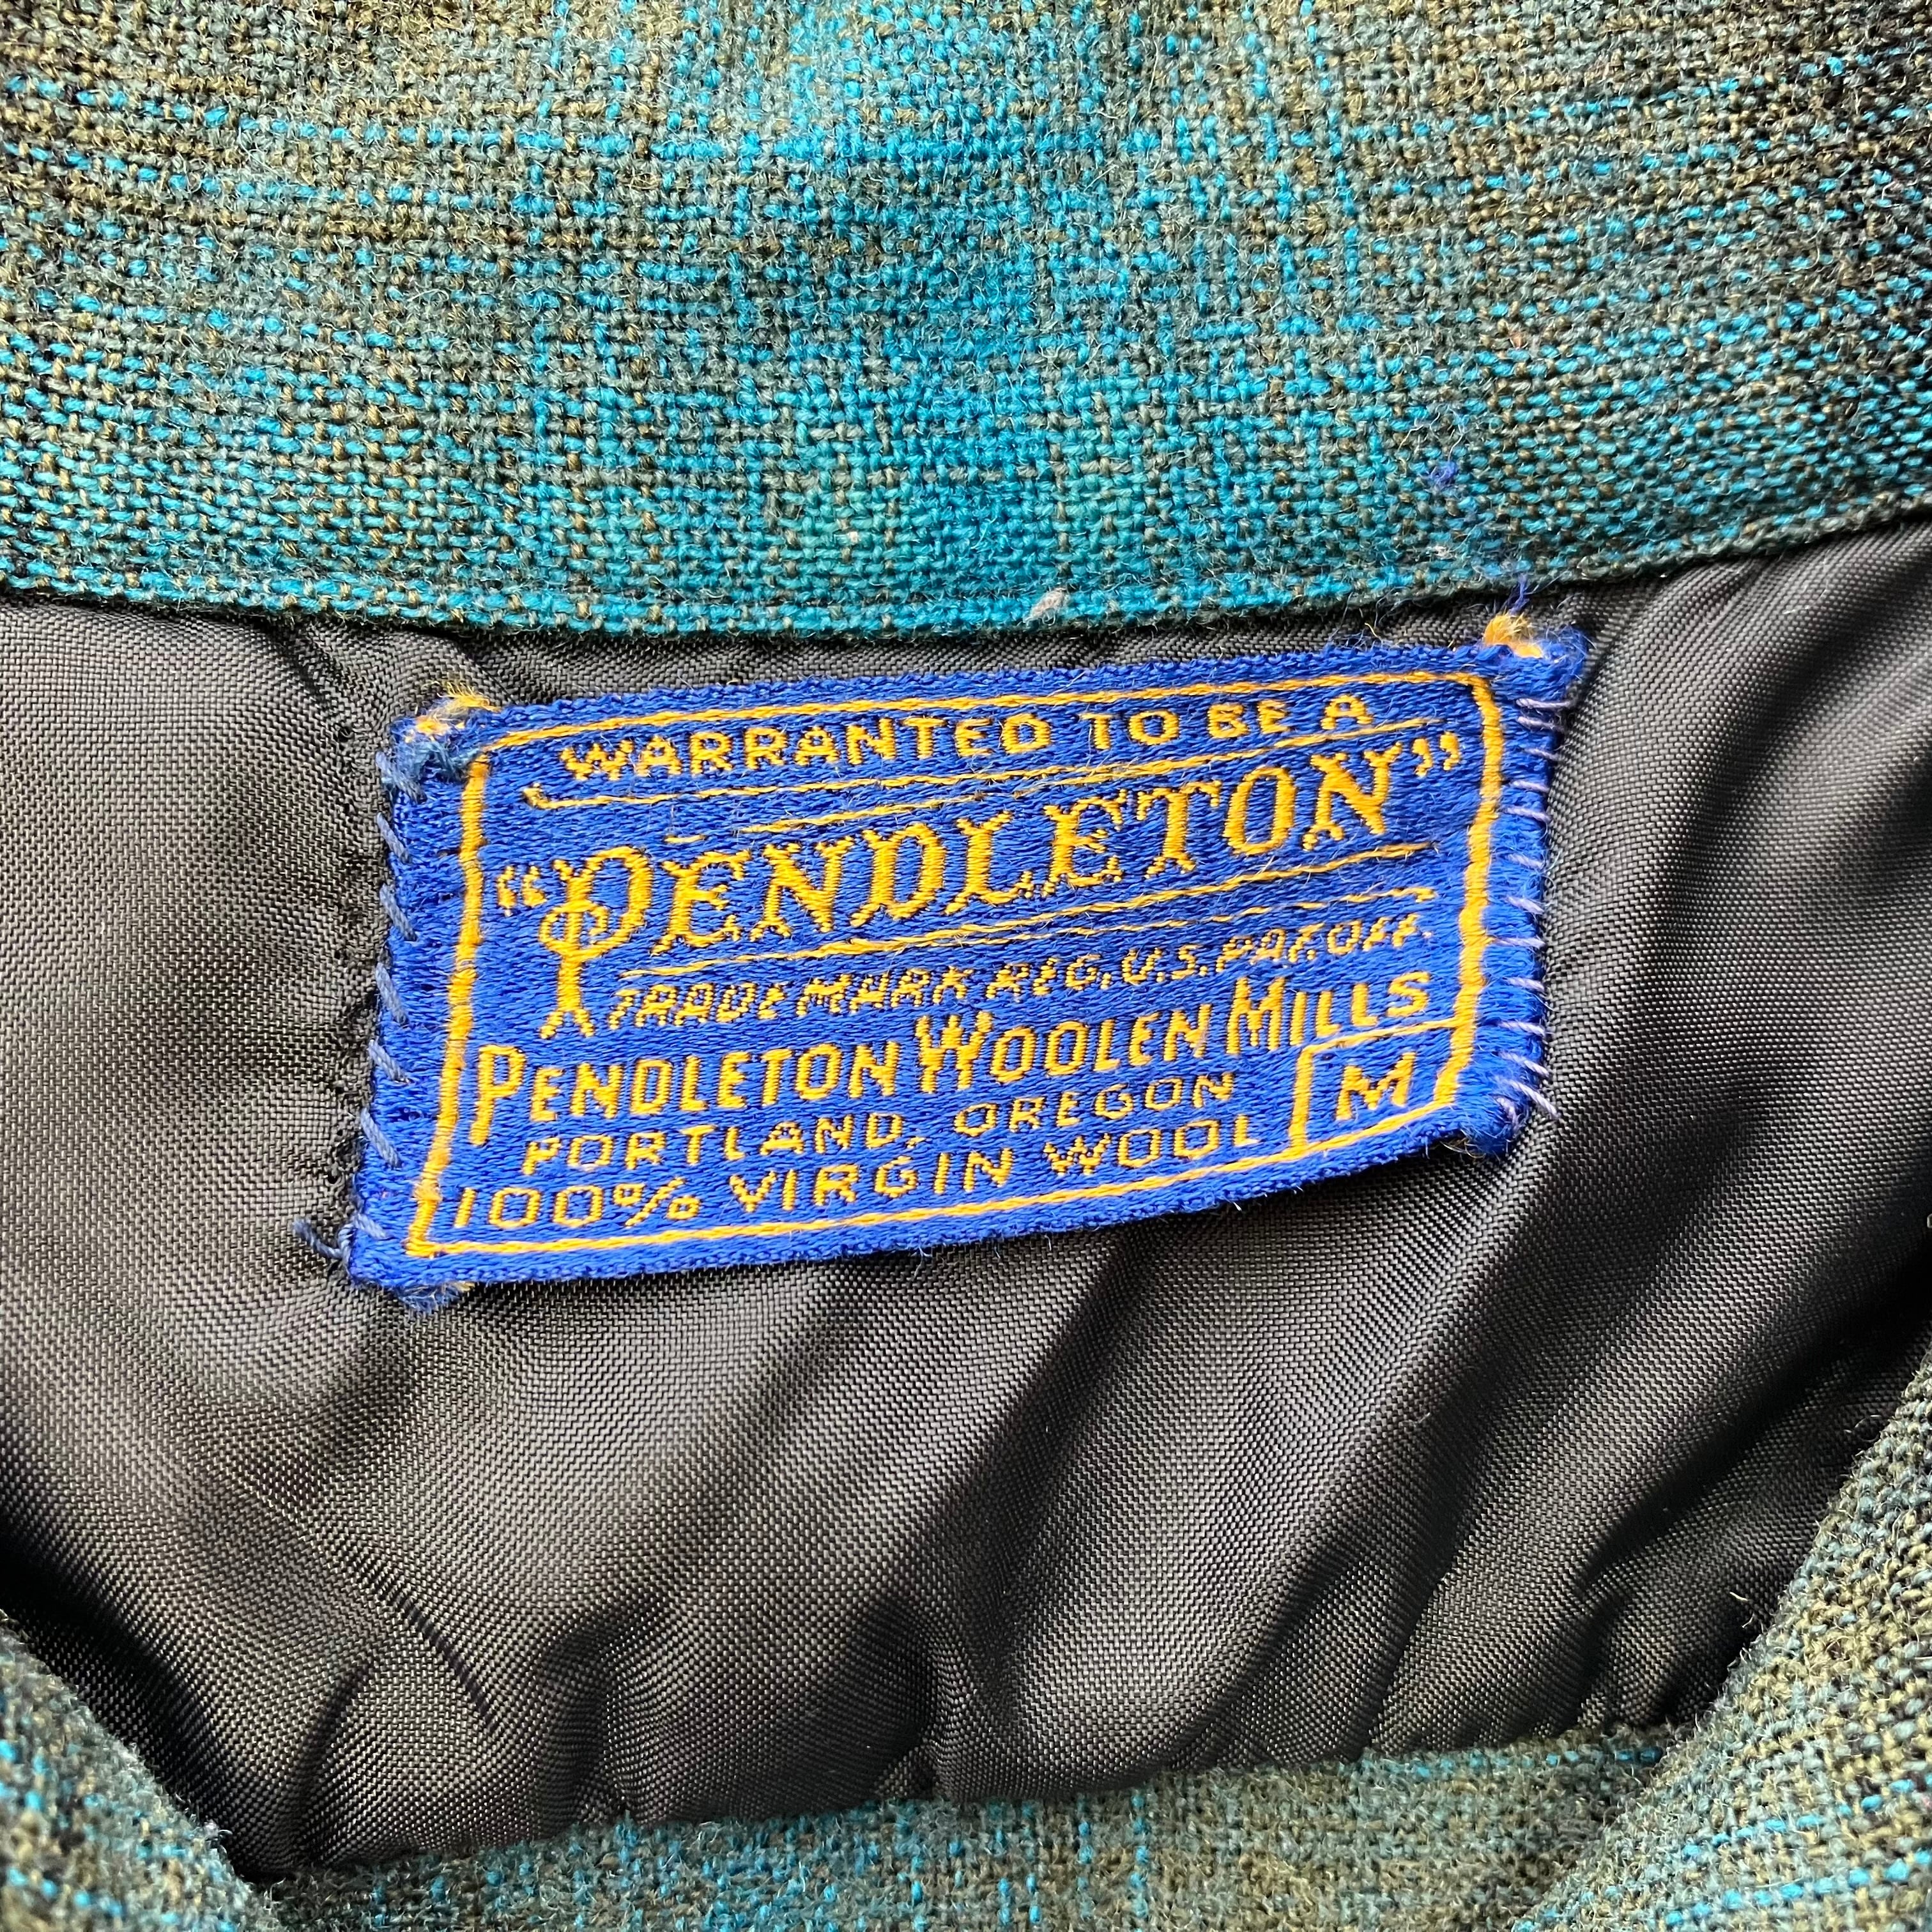 WARRANTED TO BE A
"PENDLETON"
TRADE MARK REG. U.S. PAT. OFF.
PENDLETON WOOLEN MILLS
PORTLAND, OREGON
100% VIRGIN WOOL M